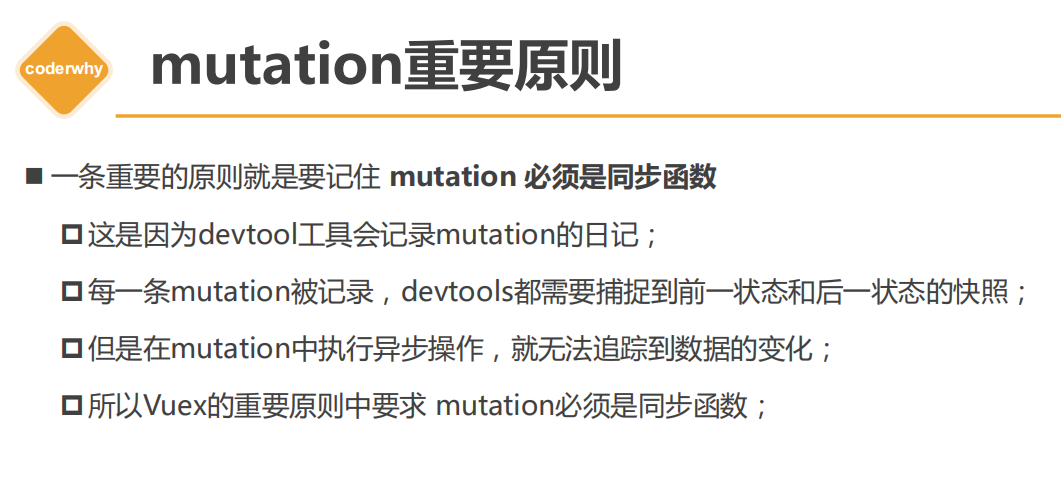 coderwhy
mutation重要原则
一条重要的原则就是要记住 mutation 必须是同步函数
这是因为devtool工具会记录mutation的日记；
每一条mutation被记录，devtools都需要捕捉到前一状态和后一状态的快照；
但是在mutation中执行异步操作，就无法追踪到数据的变化；
所以Vuex的重要原则中要求 mutation必须是同步函数；